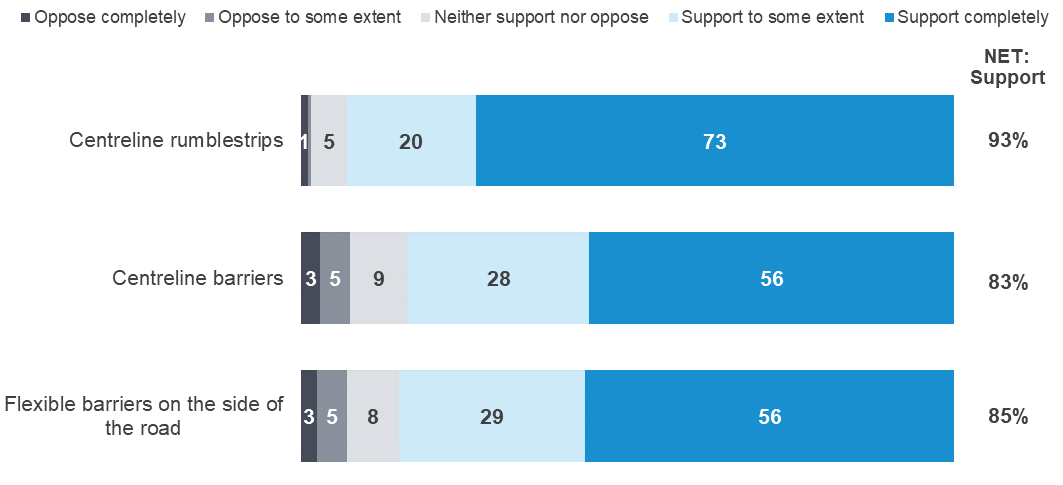 Oppose completely Oppose to some extent Neither support nor oppose Support to some extent Support completely
NET:
Support
Centreline rumblestrips 1 5 20 73 93%
Centreline barriers 3 5 9 28 56 83%
Flexible barriers on the side of
the road 3 5 8 29 56 85%